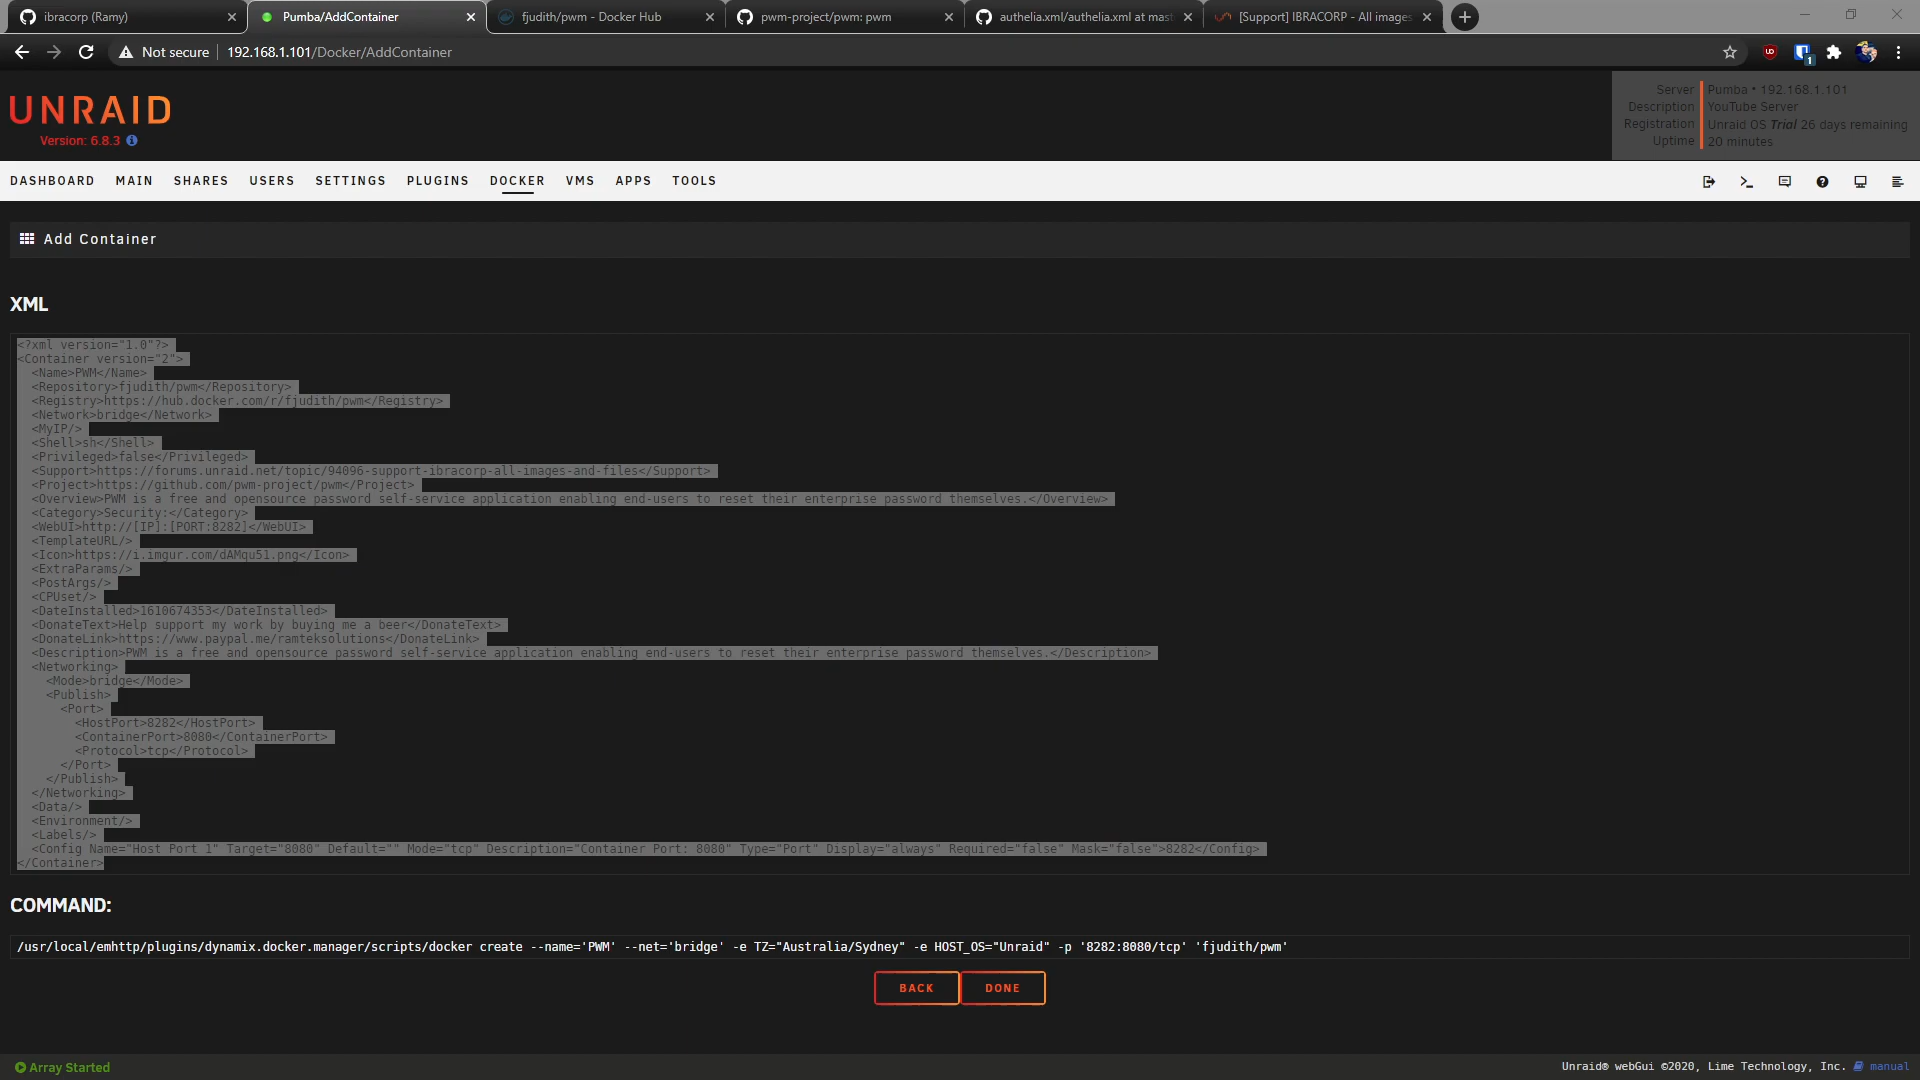 ibracorp (Ramy)
Pumba/AddContainer
fjudith/pwm - Docker Hub
pwm-project/pwm: pwm
authelia.xml/authelia.xml at mast
[Support] IBRACORP - All images
Not secure
192.168.1.101/Docker/AddContainer
1
UNRAID
Version: 6.8.3
Server Pumba • 192.168.1.101
Description YouTube Server
Registration Unraid OS Trial 26 days remaining
Uptime 20 minutes
DASHBOARD MAIN SHARES USERS SETTINGS PLUGINS DOCKER VMS APPS TOOLS
Add Container
XML
<?xml version="1.0"?>
<Container version="2">
<Name>PWM</Name>
<Repository>fjudith/pwm</Repository>
<Registry>https://hub.docker.com/r/fjudith/pwm</Registry>
<Network>bridge</Network>
<MyIP/>
<Shell>sh</Shell>
<Privileged>false</Privileged>
<Support>https://forums.unraid.net/topic/94096-support-ibracorp-all-images-and-files</Support>
<Project>https://github.com/pwm-project/pwm</Project>
<Overview>PWM is a free and opensource password self-service application enabling end-users to reset their enterprise password themselves.</Overview>
<Category>Security:</Category>
<WebUI>http://[IP]:[PORT:8282]</WebUI>
<TemplateURL/>
<Icon>https://i.imgur.com/dAMqu51.png</Icon>
<ExtraParams/>
<PostArgs/>
<CPUset/>
<DateInstalled>1610674353</DateInstalled>
<DonateText>Help support my work by buying me a beer</DonateText>
<DonateLink>https://www.paypal.me/ramteksolutions</DonateLink>
<Description>PWM is a free and opensource password self-service application enabling end-users to reset their enterprise password themselves.</Description>
<Networking>
<Mode>bridge</Mode>
<Publish>
<Port>
<HostPort>8282</HostPort>
<ContainerPort>8080</ContainerPort>
<Protocol>tcp</Protocol>
</Port>
</Publish>
</Networking>
<Data/>
<Environment/>
<Labels/>
<Config Name="Host Port 1" Target="8080" Default="" Mode="tcp" Description="Container Port: 8080" Type="Port" Display="always" Required="false" Mask="false">8282</Config>
</Container>
COMMAND:
/usr/local/emhttp/plugins/dynamix.docker.manager/scripts/docker create --name='PWM' --net='bridge' -e TZ="Australia/Sydney" -e HOST_OS="Unraid" -p '8282:8080/tcp' 'fjudith/pwm'
BACK DONE
Array Started
Unraid® webGui ©2020, Lime Technology, Inc. manual